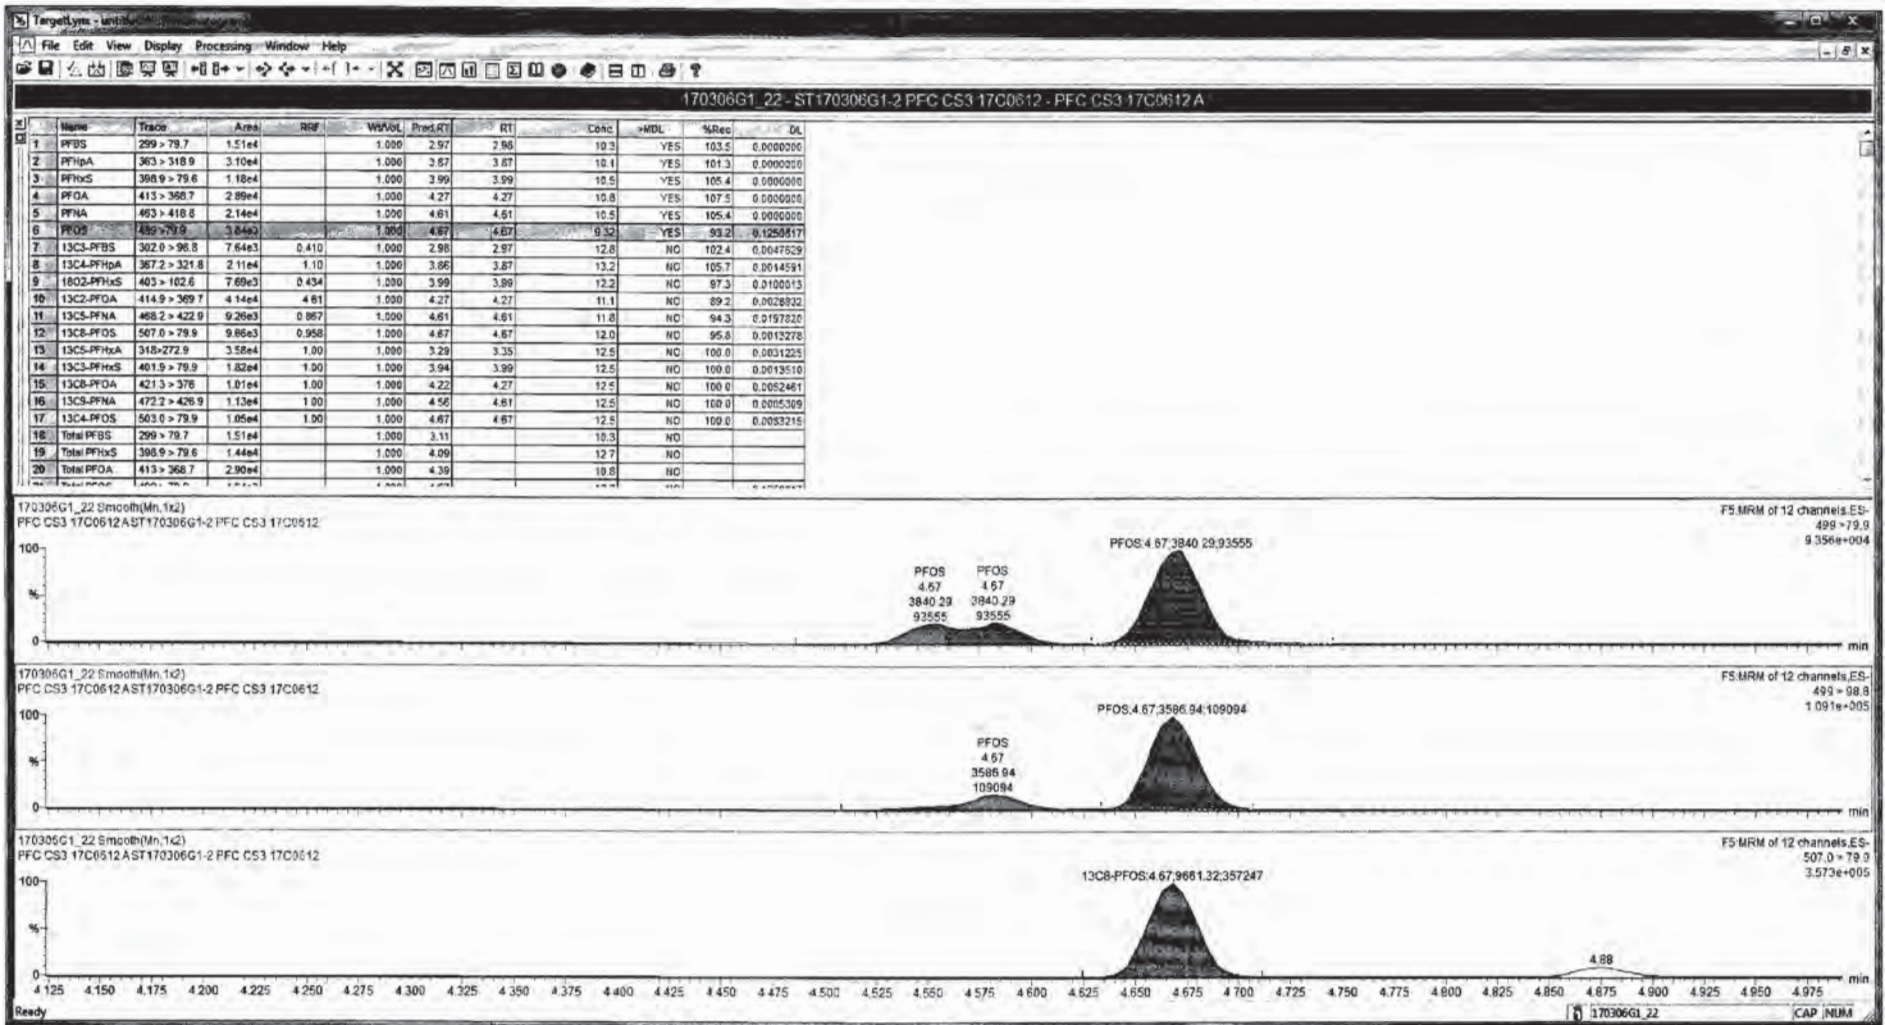 TargetLynx -
File Edit View Display Processing Window Help
170306G1_22 - ST170306G1-2 PFC CS3 17C0612 - PFC CS3 17C0612 A
Name Trace Area RRF Wt/Vol. Pred.RT RT Conc. >MDL %Rec DL
1 PFBS 299 > 79.7 1.51e4 1.000 2.97 2.98 10.3 YES 103.5 0.0000000
2 PFHpA 363 > 318.9 3.10e4 1.000 3.87 3.87 10.1 YES 101.3 0.0000000
3 PFHxS 398.9 > 79.6 1.18e4 1.000 3.99 3.99 10.5 YES 105.4 0.0000000
4 PFOA 413 > 368.7 2.89e4 1.000 4.27 4.27 10.8 YES 107.5 0.0000000
5 PFNA 463 > 418.8 2.14e4 1.000 4.61 4.61 10.5 YES 105.4 0.0000000
6 PFOS 499 >79.9 3.84e3 1.000 4.67 4.67 9.32 YES 93.2 0.1250817
7 13C3-PFBS 302.0 > 98.8 7.64e3 0.410 1.000 2.98 2.97 12.8 NO 102.4 0.0047629
8 13C4-PFHpA 367.2 > 321.8 2.11e4 1.10 1.000 3.86 3.87 13.2 NO 105.7 0.0014591
9 18O2-PFHxS 403 > 102.6 7.69e3 0.434 1.000 3.99 3.99 12.2 NO 97.3 0.0100013
10 13C2-PFOA 414.9 > 369.7 4.14e4 4.61 1.000 4.27 4.27 11.1 NO 89.2 0.0028832
11 13C5-PFNA 468.2 > 422.9 9.26e3 0.867 1.000 4.61 4.61 11.8 NO 94.3 0.0197820
12 13C8-PFOS 507.0 > 79.9 9.66e3 0.958 1.000 4.67 4.67 12.0 NO 95.8 0.0013278
13 13C5-PFHxA 318>272.9 3.58e4 1.00 1.000 3.29 3.35 12.5 NO 100.0 0.0031225
14 13C3-PFHxS 401.9 > 79.9 1.82e4 1.00 1.000 3.94 3.99 12.5 NO 100.0 0.0013510
15 13C8-PFOA 421.3 > 376 1.01e4 1.00 1.000 4.22 4.27 12.5 NO 100.0 0.0052461
16 13C9-PFNA 472.2 > 426.9 1.13e4 1.00 1.000 4.56 4.61 12.5 NO 100.0 0.0005309
17 13C4-PFOS 503.0 > 79.9 1.05e4 1.00 1.000 4.67 4.67 12.5 NO 100.0 0.0053215
18 Total PFBS 299 > 79.7 1.51e4 1.000 3.11 10.3 NO
19 Total PFHxS 398.9 > 79.6 1.44e4 1.000 4.09 12.7 NO
20 Total PFOA 413 > 368.7 2.90e4 1.000 4.39 10.8 NO
170306G1_22 Smooth(Mn,1x2)
PFC CS3 17C0612 A ST170306G1-2 PFC CS3 17C0612
F5:MRM of 12 channels,ES-
499 >79.9
9.356e+004
100
%
0
PFOS
4.67
3840.29
93555
PFOS
4.67
3840.29
93555
PFOS;4.67;3840.29;93555
min
170306G1_22 Smooth(Mn,1x2)
PFC CS3 17C0612 A ST170306G1-2 PFC CS3 17C0612
F5:MRM of 12 channels,ES-
499 > 98.8
1.091e+005
100
%
0
PFOS
4.67
3586.94
109094
PFOS;4.67;3586.94;109094
min
170306G1_22 Smooth(Mn,1x2)
PFC CS3 17C0612 A ST170306G1-2 PFC CS3 17C0612
F5:MRM of 12 channels,ES-
507.0 > 79.9
3.573e+005
100
%
0
13C8-PFOS;4.67;9661.32;357247
4.88
min
4.125 4.150 4.175 4.200 4.225 4.250 4.275 4.300 4.325 4.350 4.375 4.400 4.425 4.450 4.475 4.500 4.525 4.550 4.575 4.600 4.625 4.650 4.675 4.700 4.725 4.750 4.775 4.800 4.825 4.850 4.875 4.900 4.925 4.950 4.975
Ready 170306G1_22 CAP NUM